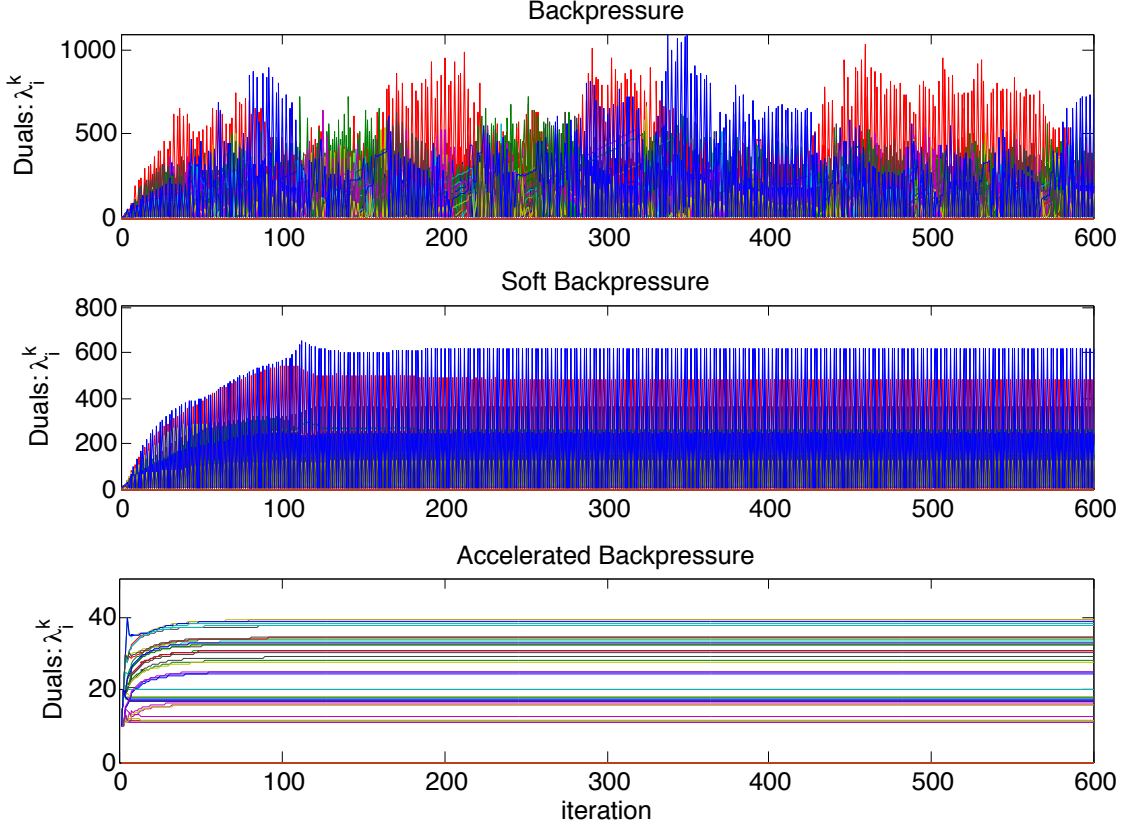 Backpressure
Duals: λ_i^k
1000
500
0
0 100 200 300 400 500 600
Soft Backpressure
Duals: λ_i^k
800
600
400
200
0
0 100 200 300 400 500 600
Accelerated Backpressure
Duals: λ_i^k
40
20
0
0 100 200 300 400 500 600
iteration